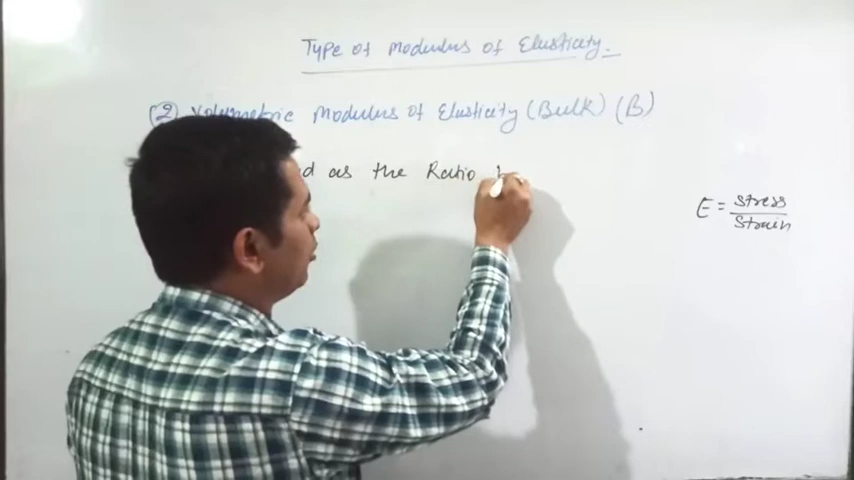 Type of Modulus of Elasticity
(2) Volumetric Modulus of Elasticity (Bulk) (B)
as the Ratio
E = Stress
Strain